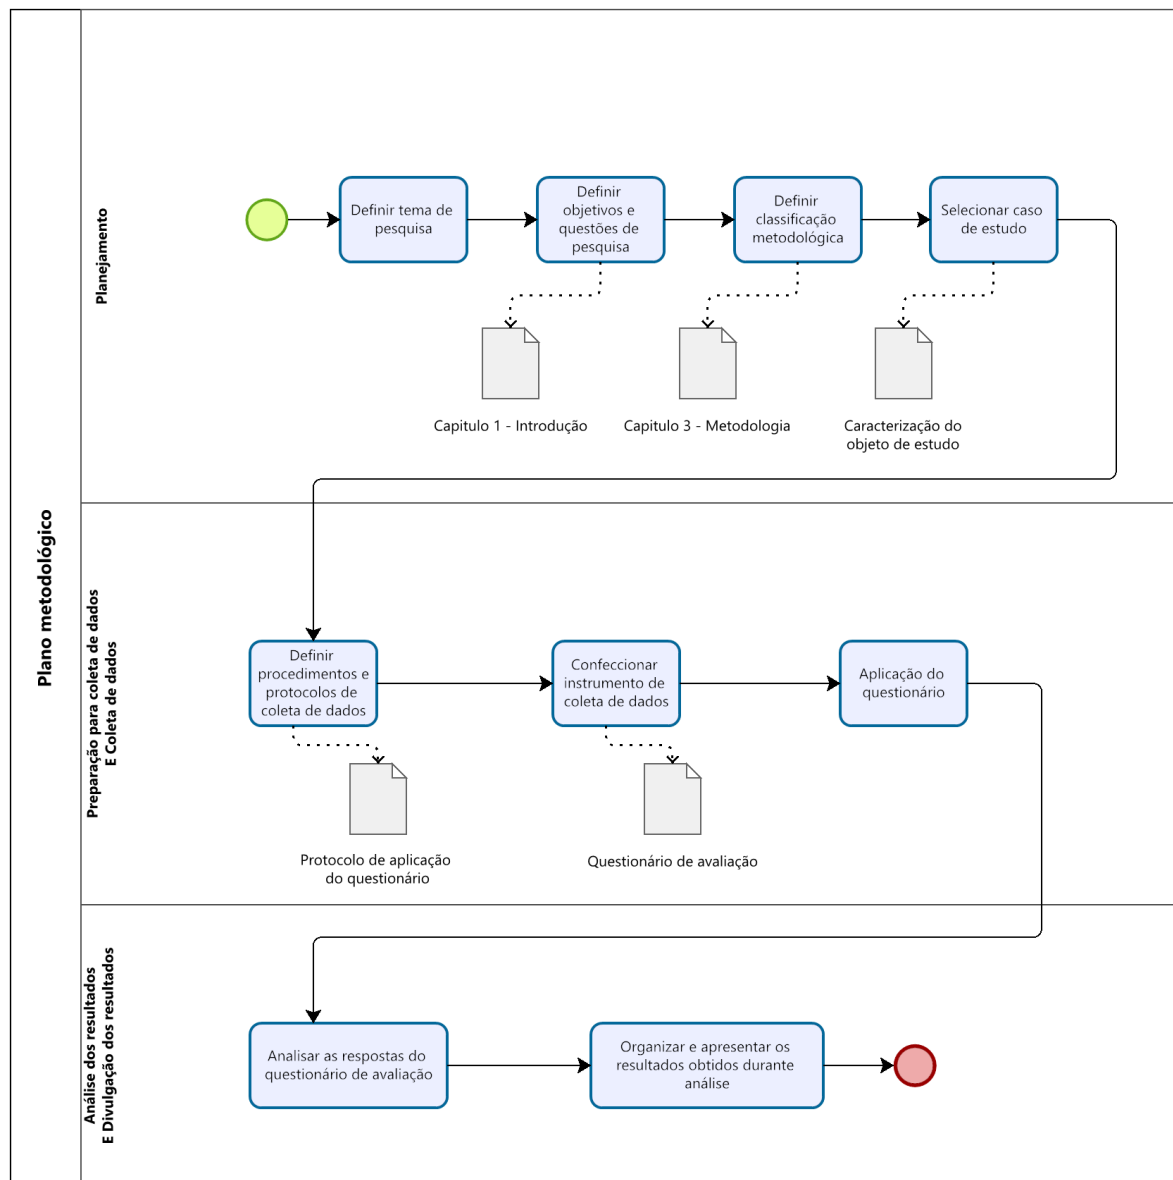 Plano metodológico
Planejamento
Definir tema de
pesquisa
Definir
objetivos e
questões de
pesquisa
Definir
classificação
metodológica
Selecionar caso
de estudo
Capitulo 1 - Introdução
Capitulo 3 - Metodologia
Caracterização do
objeto de estudo
Preparação para coleta de dados
E Coleta de dados
Definir
procedimentos e
protocolos de
coleta de dados
Confeccionar
instrumento de
coleta de dados
Aplicação do
questionário
Protocolo de aplicação
do questionário
Questionário de avaliação
Análise dos resultados
E Divulgação dos resultados
Analisar as respostas do
questionário de avaliação
Organizar e apresentar os
resultados obtidos durante
análise